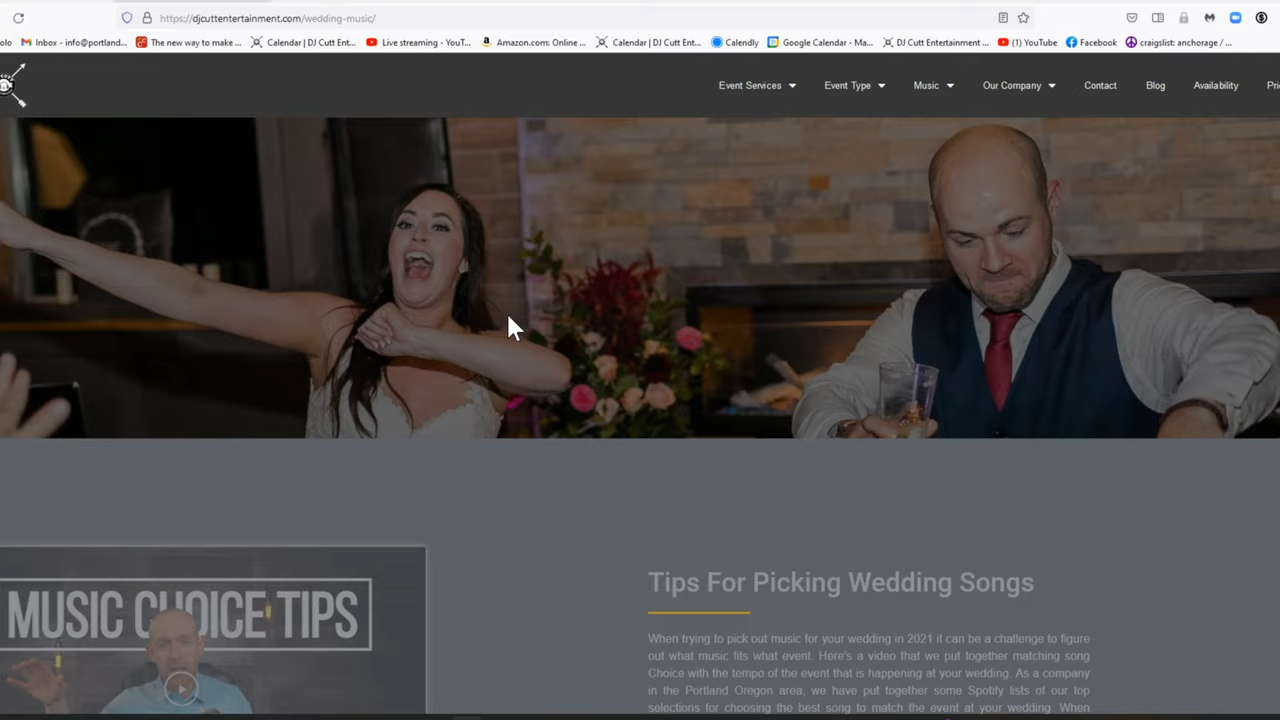 https://djcuttentertainment.com/wedding-music/
olo Inbox - info@portland... The new way to make ... Calendar | DJ Cutt Ent... Live streaming - YouT... Amazon.com: Online ... Calendar | DJ Cutt Ent... Calendly Google Calendar - Ma... DJ Cutt Entertainment ... (1) YouTube Facebook craigslist: anchorage / ...
Event Services Event Type Music Our Company Contact Blog Availability Pri
MUSIC CHOICE TIPS
Tips For Picking Wedding Songs
When trying to pick out music for your wedding in 2021 it can be a challenge to figure
out what music fits what event. Here's a video that we put together matching song
Choice with the tempo of the event that is happening at your wedding. As a company
in the Portland Oregon area, we have put together some Spotify lists of our top
selections for choosing the best song to match the event at your wedding. When